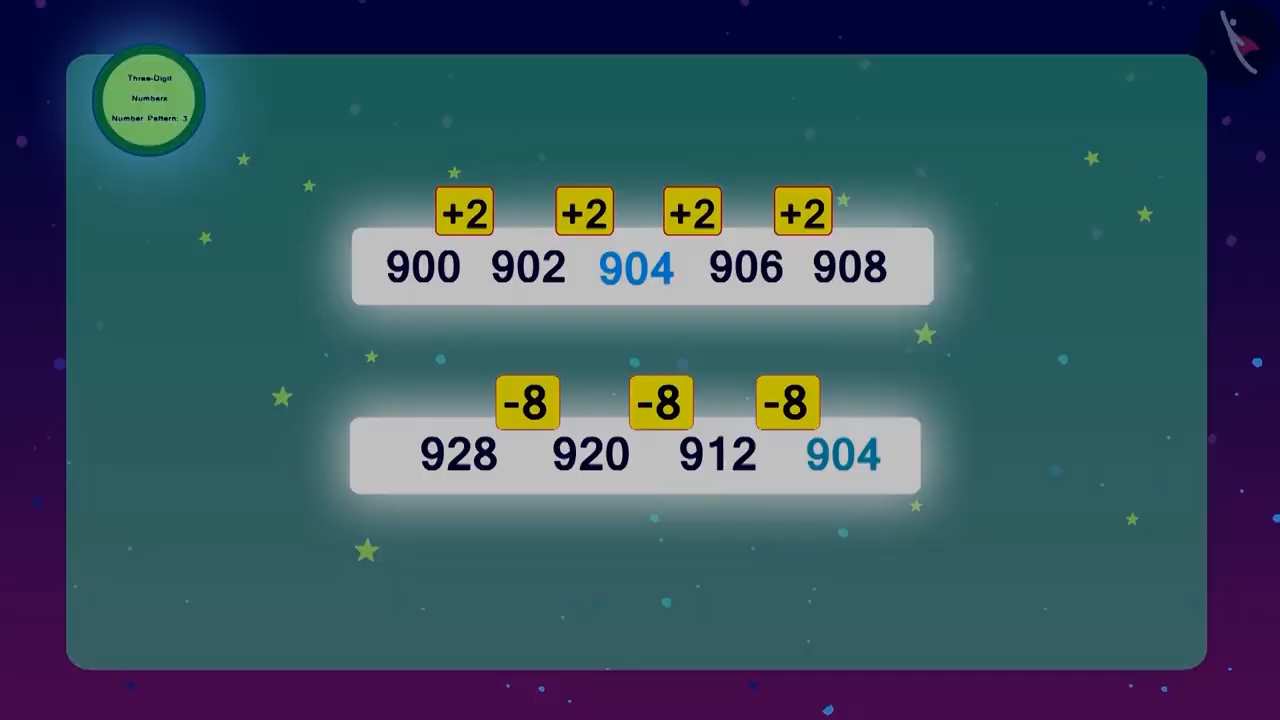 Three-Digit
Numbers
Number Pattern: 3
+2 +2 +2 +2
900 902 904 906 908
-8 -8 -8
928 920 912 904